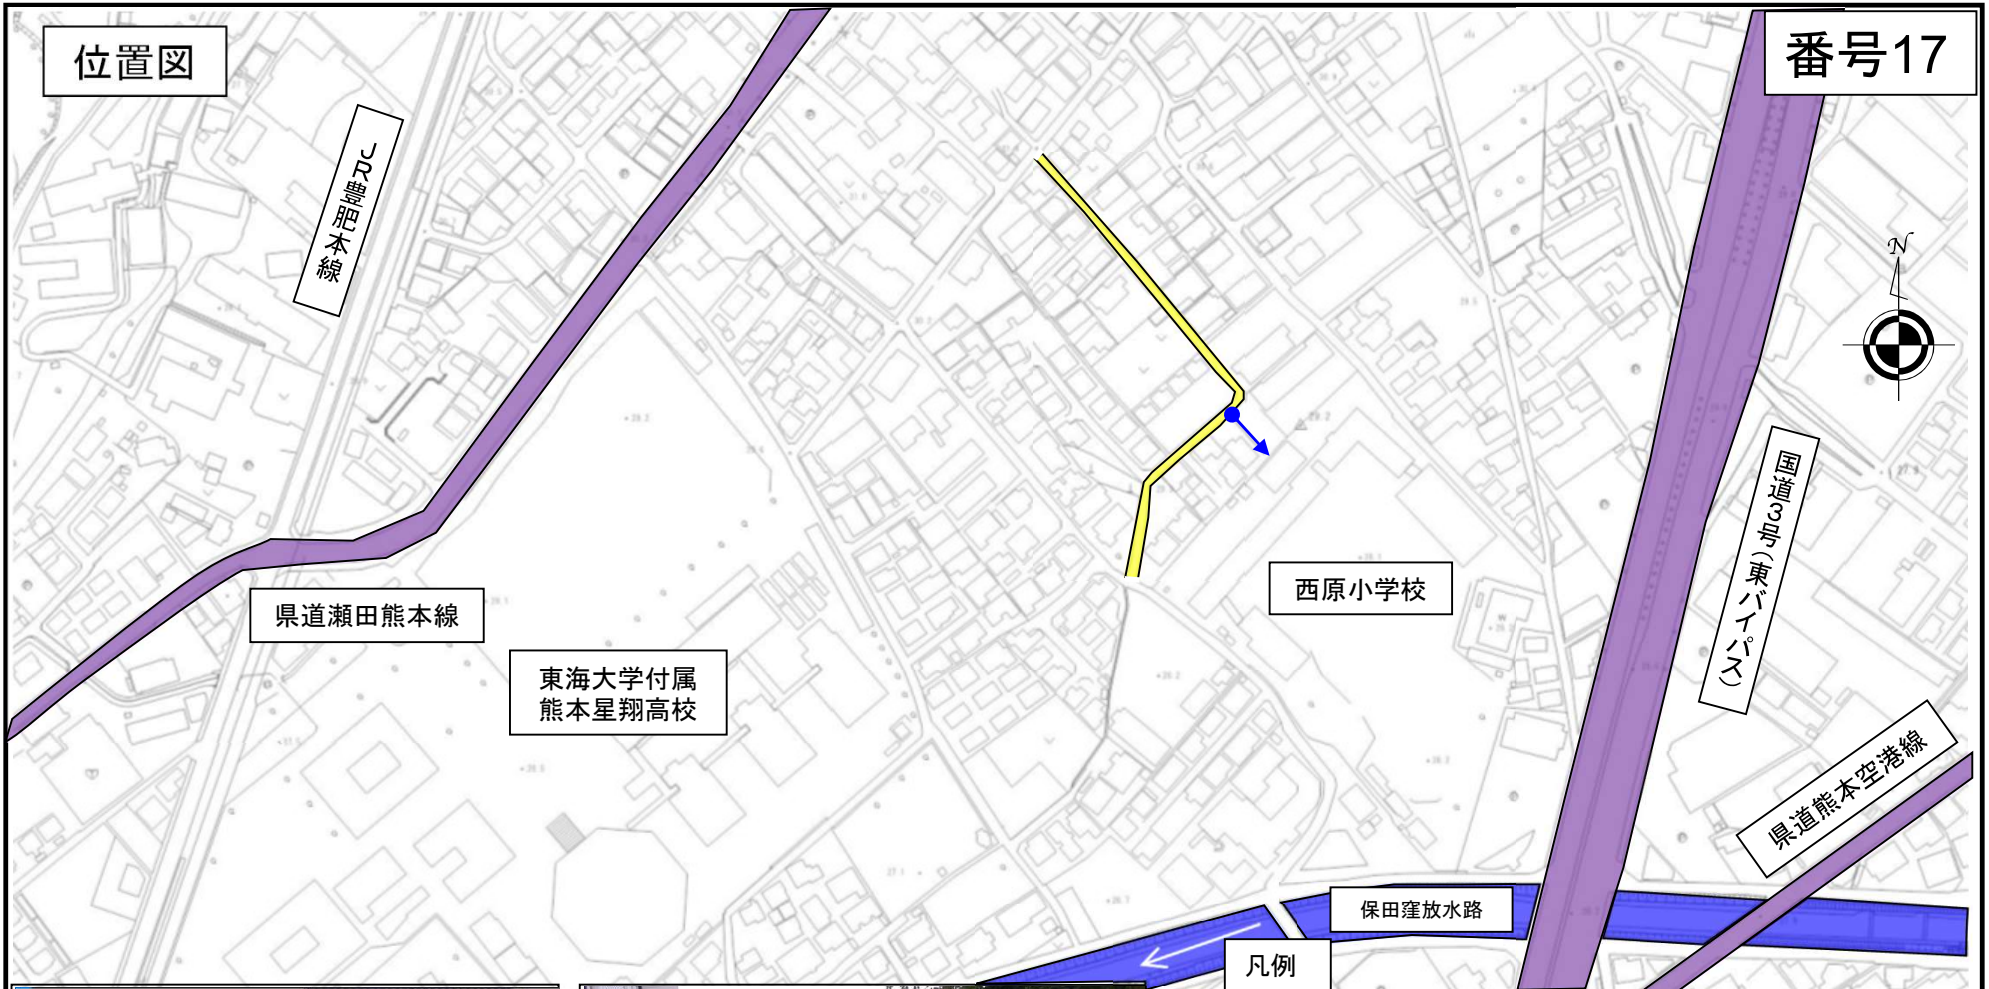 位置図
番号17
JR豊肥本線
N
国道3号(東バイパス)
西原小学校
県道瀬田熊本線
東海大学付属
熊本星翔高校
県道熊本空港線
保田窪放水路
凡例